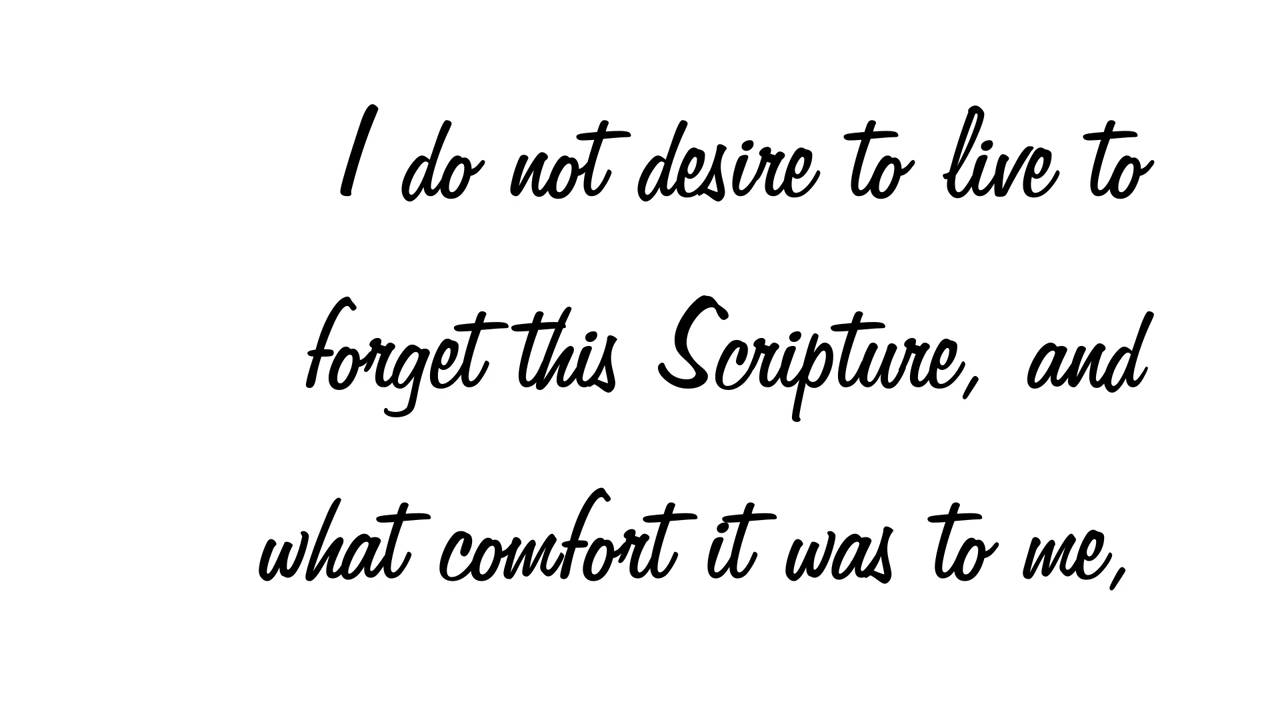 I do not desire to live to
forget this Scripture, and
what comfort it was to me,